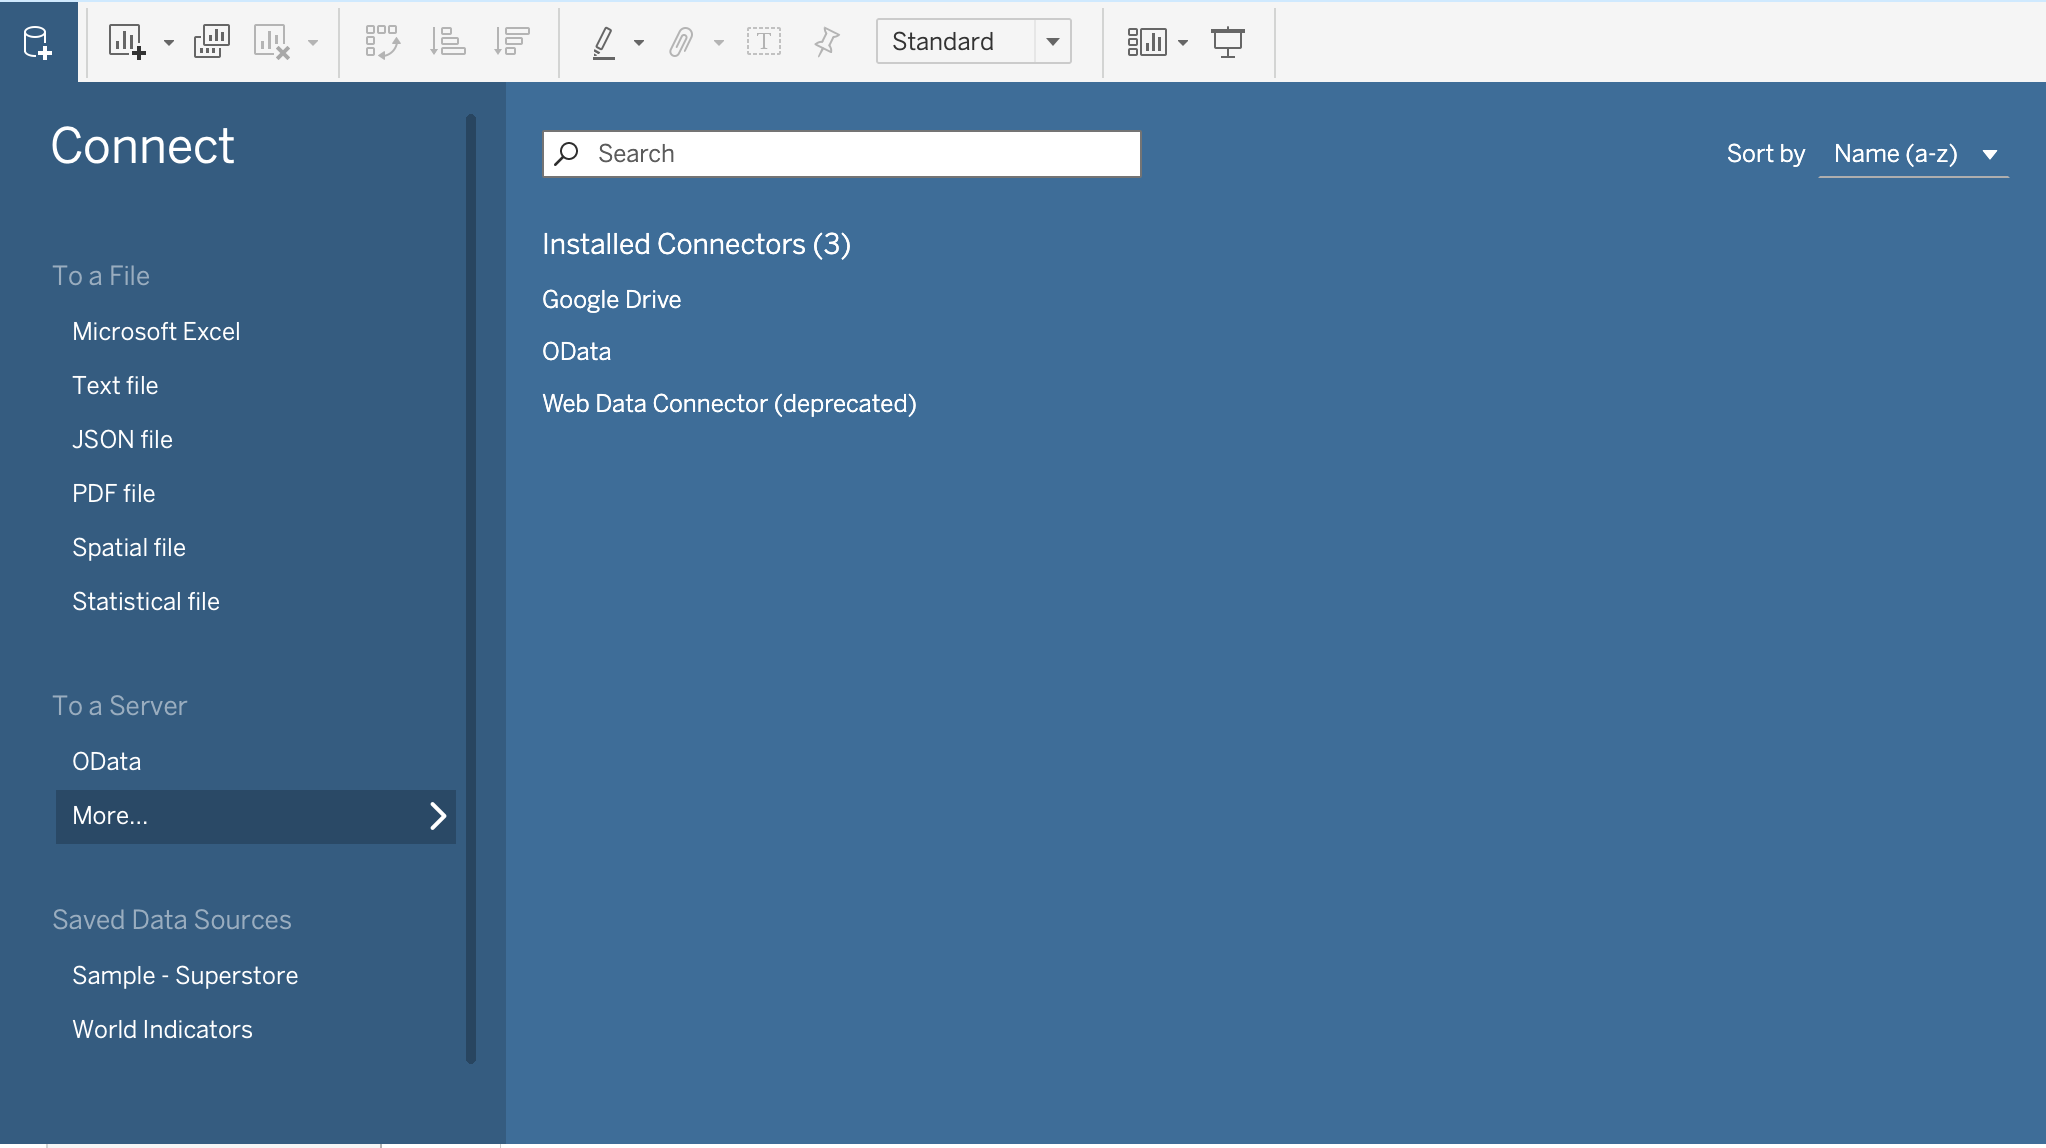 Standard
Connect
To a File
Microsoft Excel
Text file
JSON file
PDF file
Spatial file
Statistical file
To a Server
OData
More...
Saved Data Sources
Sample - Superstore
World Indicators
Search
Sort by Name (a-z)
Installed Connectors (3)
Google Drive
OData
Web Data Connector (deprecated)